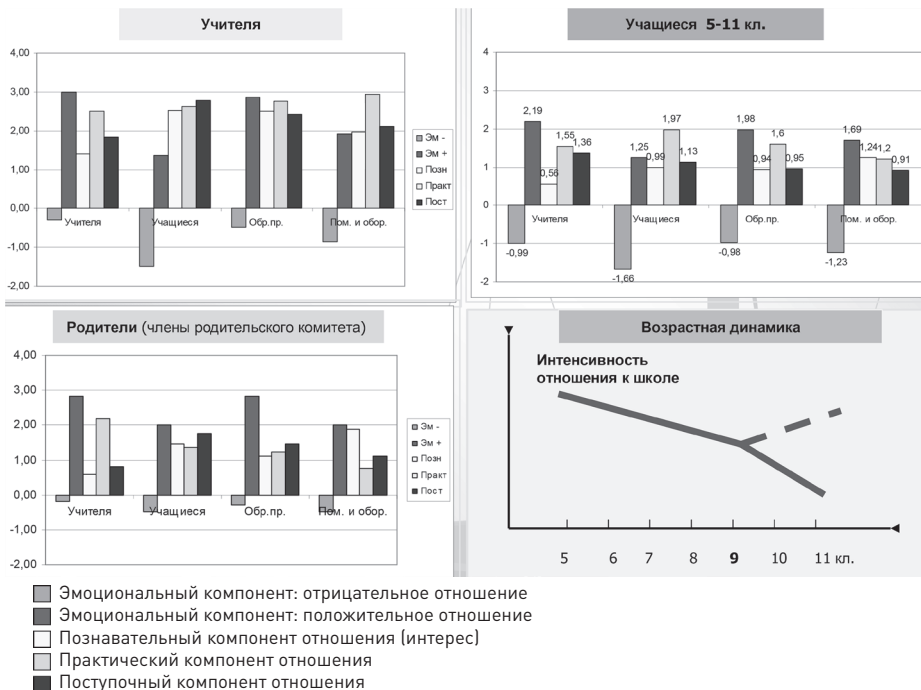 Учителя
4,00
3,00
2,00
1,00
0,00
-1,00
-2,00
Учителя
Учащиеся
Обр.пр.
Пом. и обор.
Эм -
Эм +
Позн
Практ
Пост
Учащиеся 5-11 кл.
4
3
2
1
0
-1
-2
2,19
0,56
1,55
1,36
-0,99
Учителя
1,25
0,99
1,97
1,13
-1,66
Учащиеся
1,98
0,94
1,6
0,95
-0,98
Обр.пр.
1,69
1,24
1,2
0,91
-1,23
Пом. и обор.
Родители (члены родительского комитета)
4,00
3,00
2,00
1,00
0,00
-1,00
-2,00
Учителя
Учащиеся
Обр.пр.
Пом. и обор.
Эм -
Эм +
Позн
Практ
Пост
Возрастная динамика
Интенсивность
отношения к школе
5 6 7 8 9 10 11 кл.
Эмоциональный компонент: отрицательное отношение
Эмоциональный компонент: положительное отношение
Познавательный компонент отношения (интерес)
Практический компонент отношения
Поступочный компонент отношения